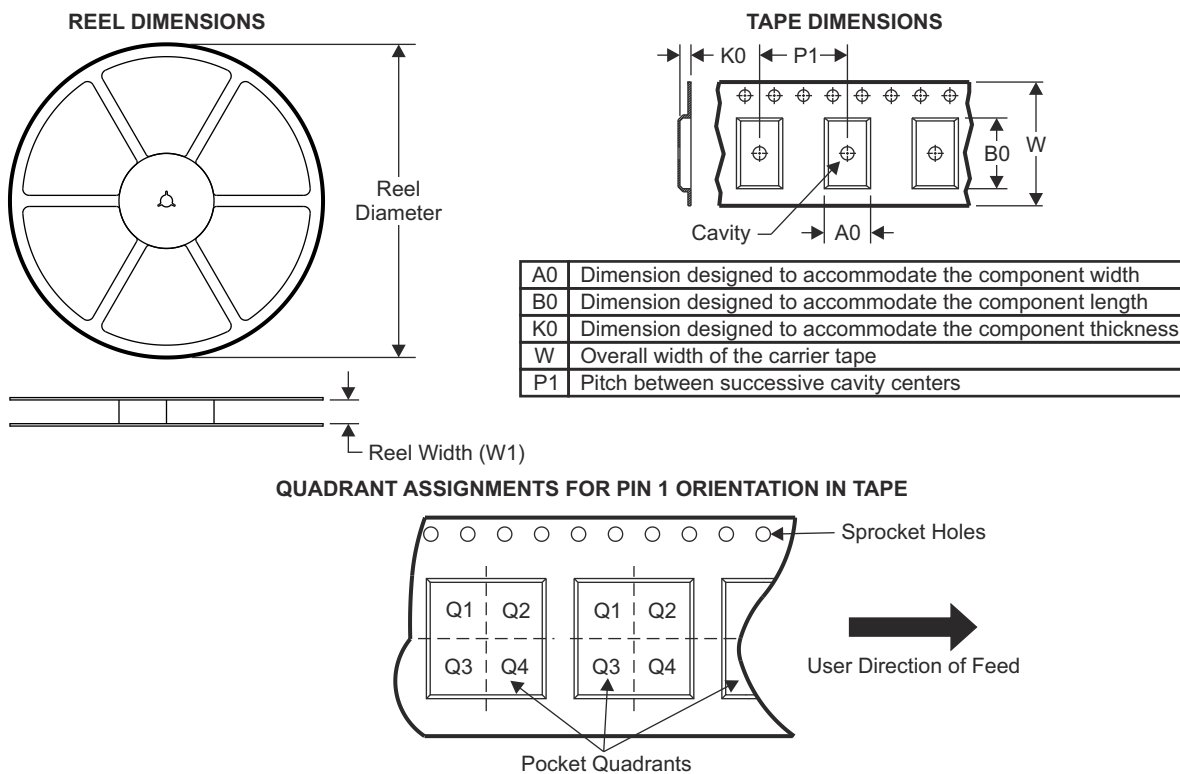 REEL DIMENSIONS
Reel
Diameter
Reel Width (W1)
TAPE DIMENSIONS
K0
P1
B0
W
Cavity
A0
A0 Dimension designed to accommodate the component width
B0 Dimension designed to accommodate the component length
K0 Dimension designed to accommodate the component thickness
W Overall width of the carrier tape
P1 Pitch between successive cavity centers
QUADRANT ASSIGNMENTS FOR PIN 1 ORIENTATION IN TAPE
Sprocket Holes
Q1 Q2 Q1 Q2
Q3 Q4 Q3 Q4
User Direction of Feed
Pocket Quadrants